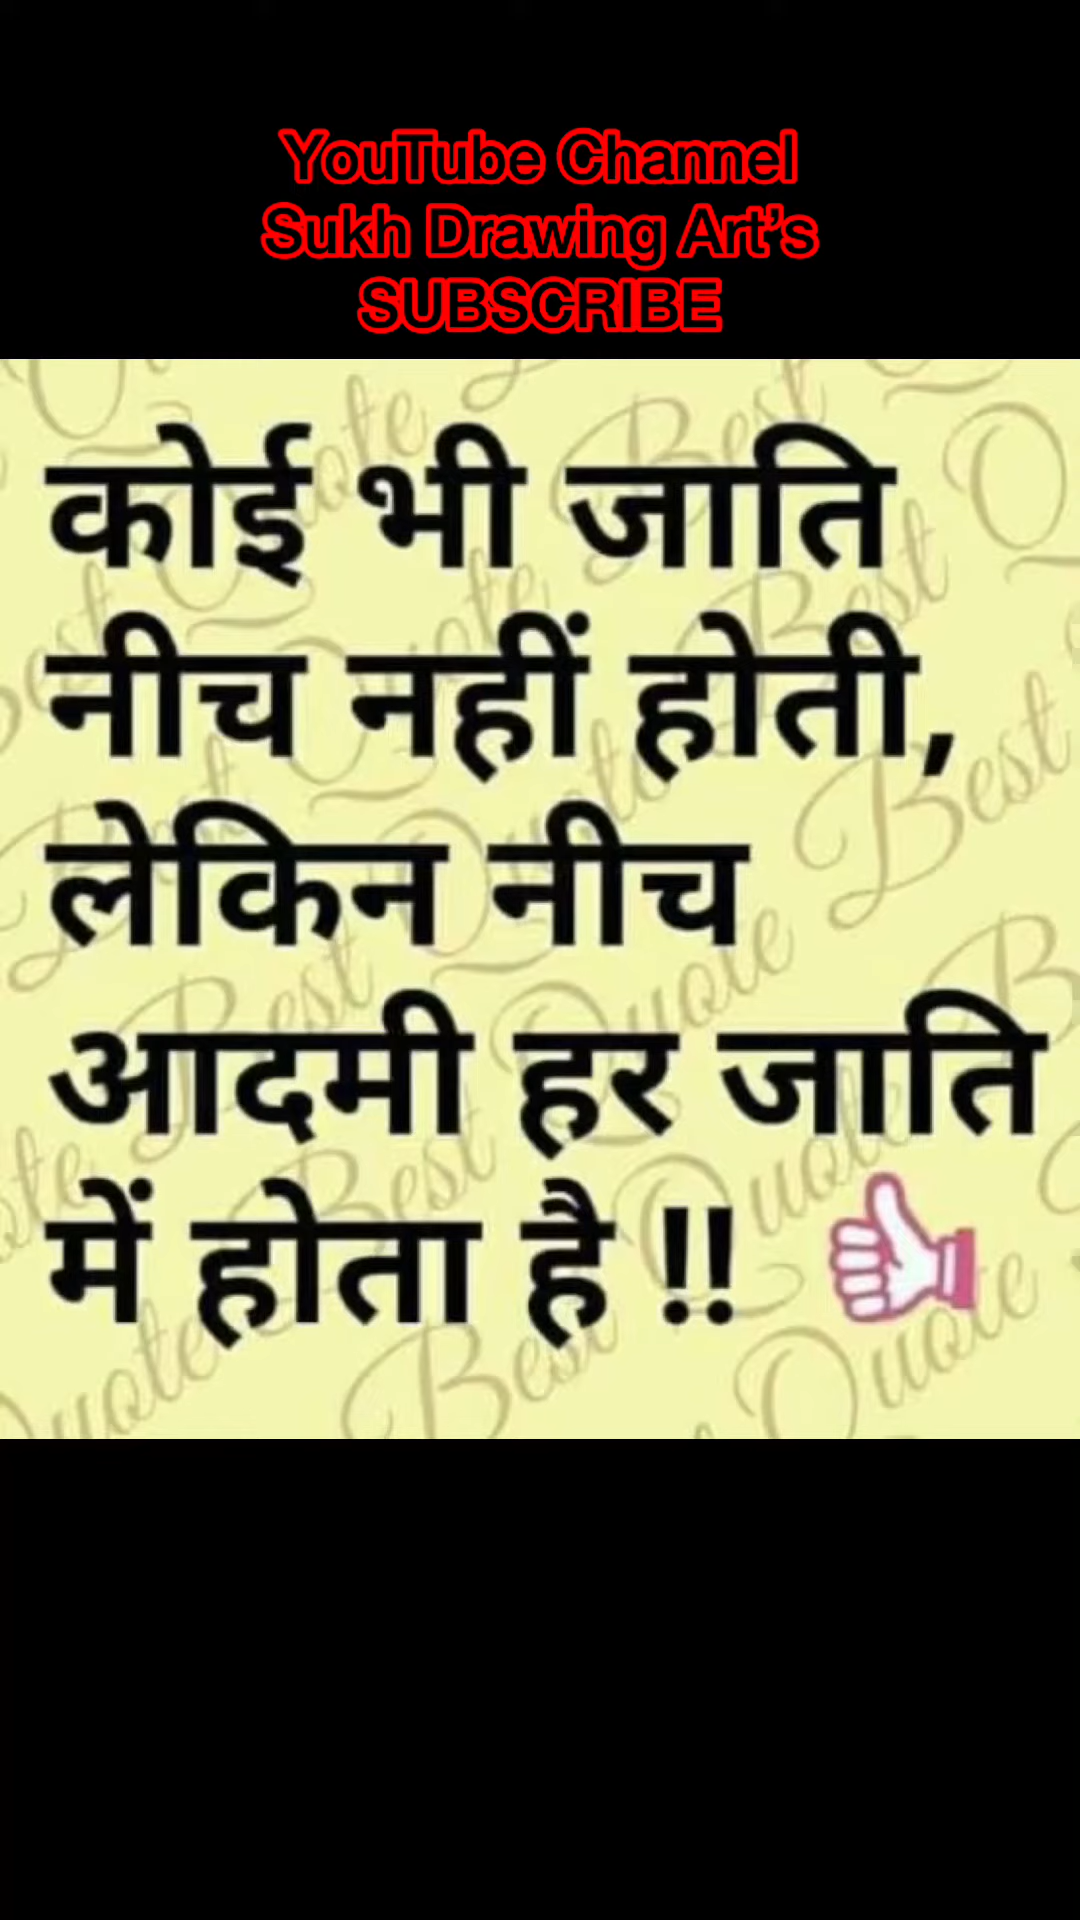 YouTube Channel
Sukh Drawing Art’s
SUBSCRIBE
कोई भी जाति
नीच नहीं होती,
लेकिन नीच
आदमी हर जाति
में होता है !!